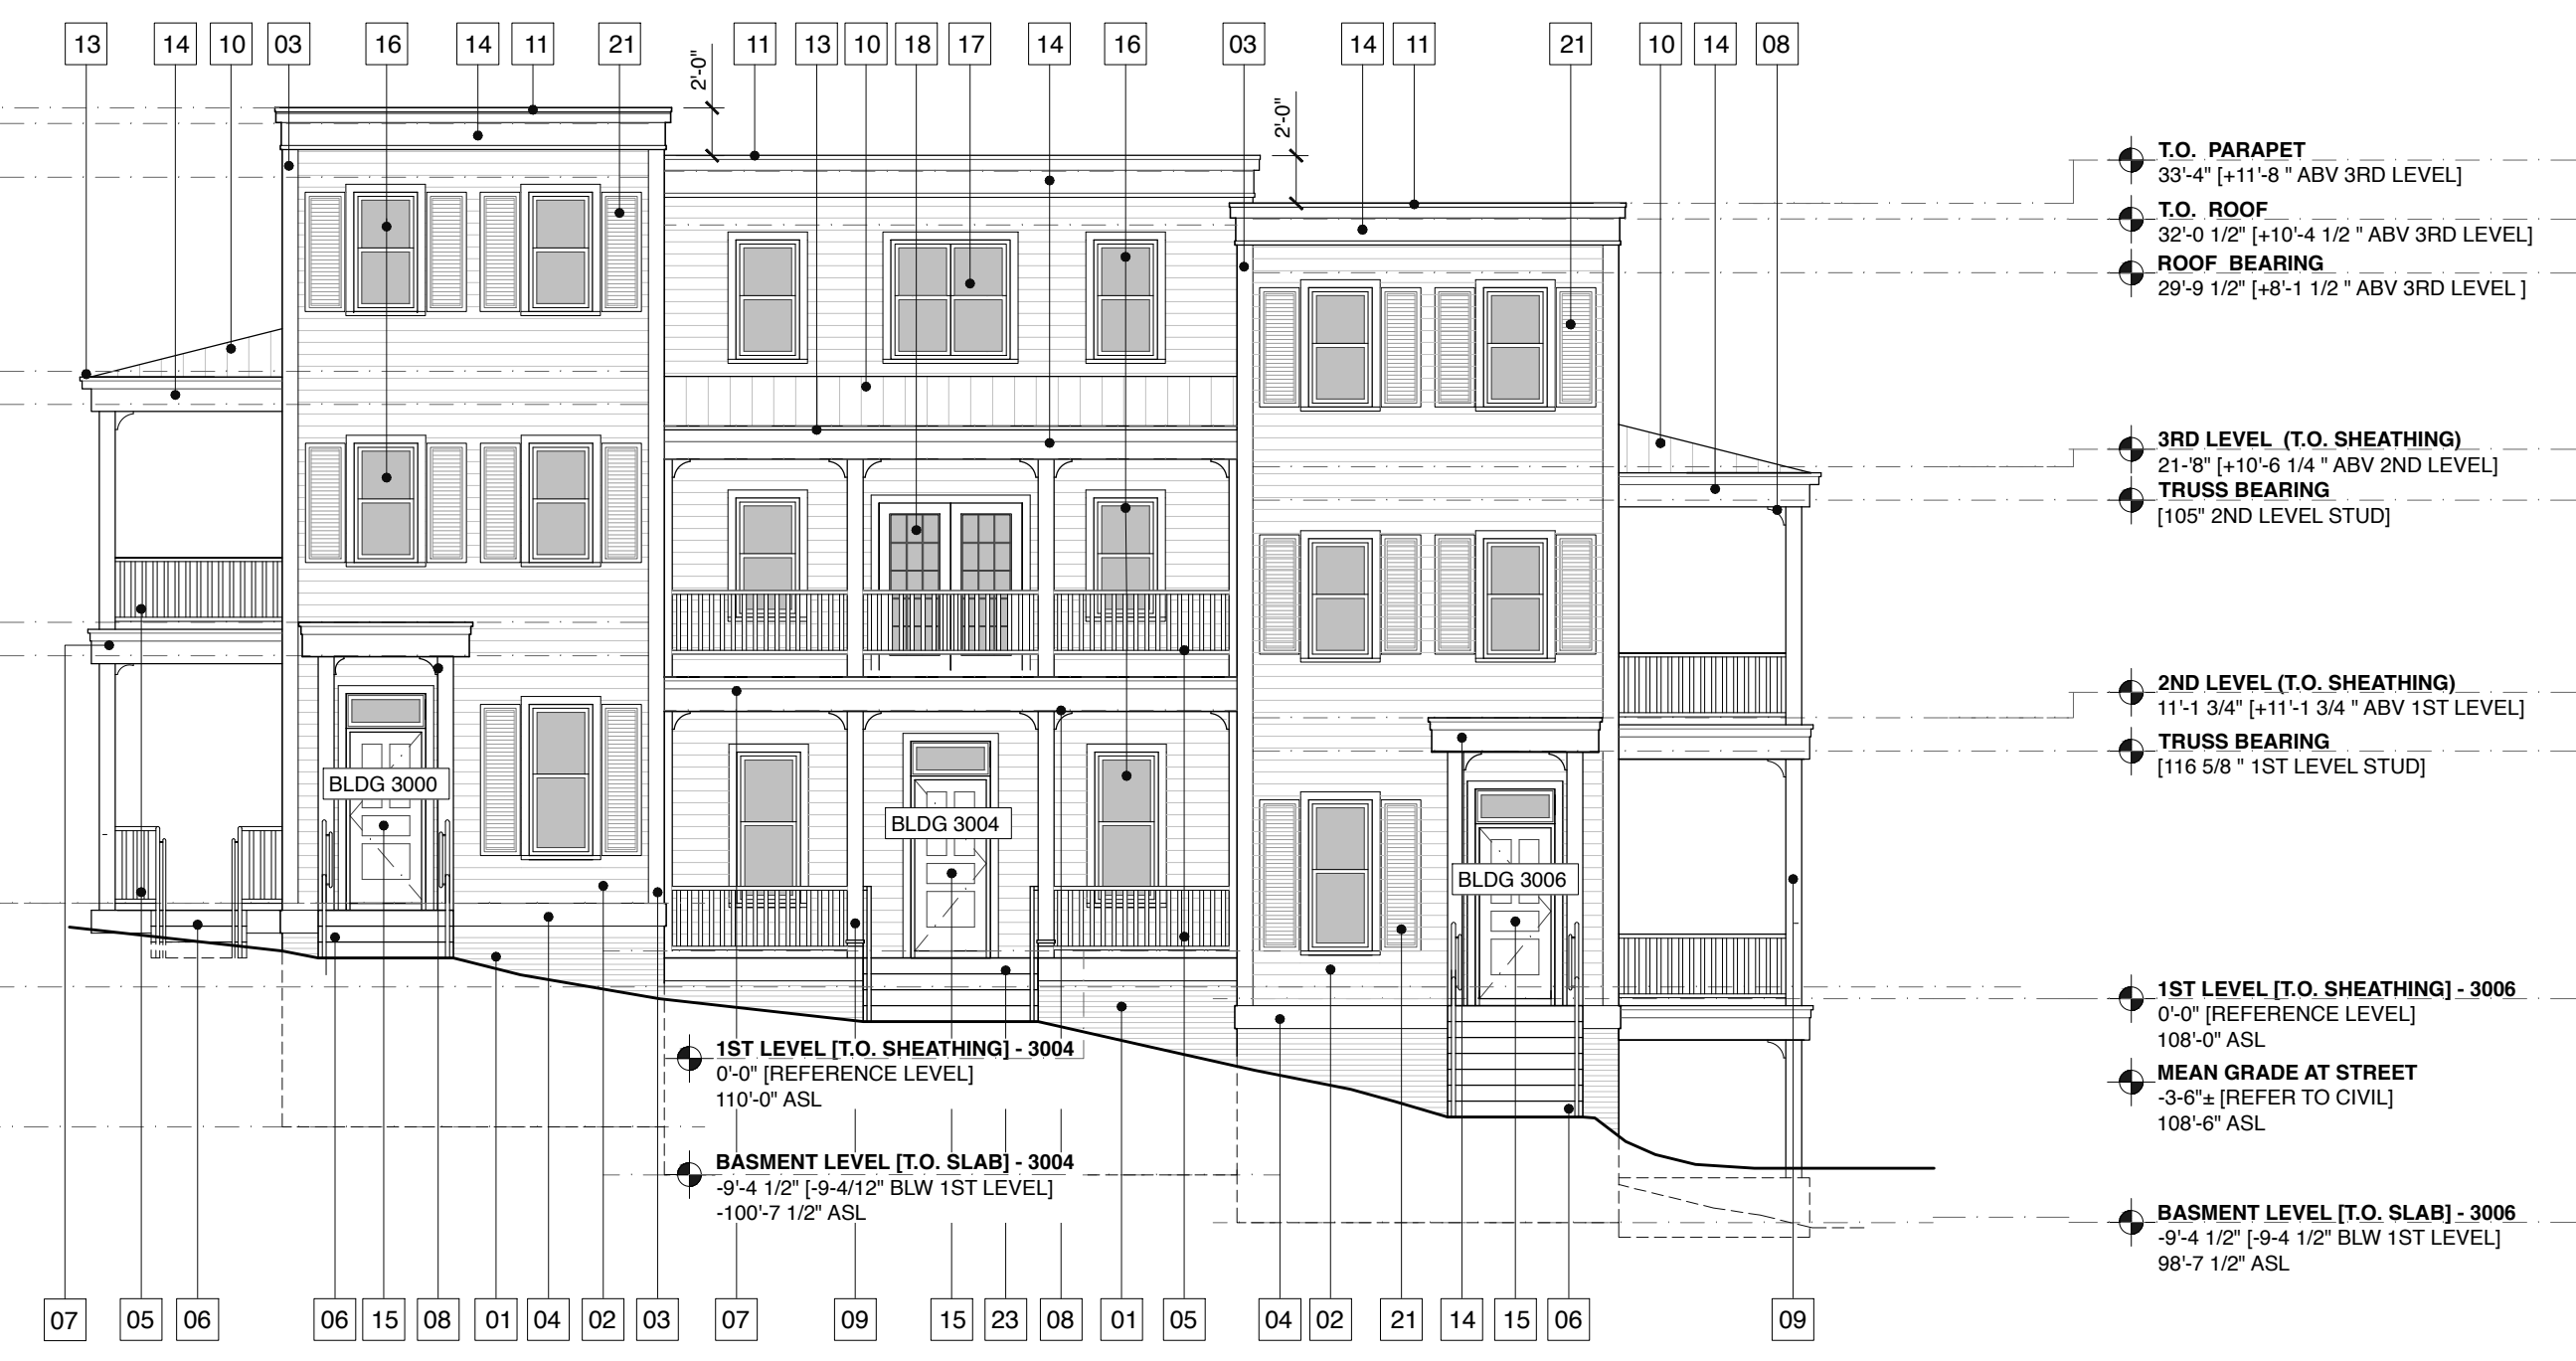 13 14 10 03 16 14 11 21 11 13 10 18 17 14 16 03 14 11 21 10 14 08
2'-0"
2'-0"
T.O. PARAPET
33'-4" [+11'-8 " ABV 3RD LEVEL]
T.O. ROOF
32'-0 1/2" [+10'-4 1/2 " ABV 3RD LEVEL]
ROOF BEARING
29'-9 1/2" [+8'-1 1/2 " ABV 3RD LEVEL ]
3RD LEVEL (T.O. SHEATHING)
21-'8" [+10'-6 1/4 " ABV 2ND LEVEL]
TRUSS BEARING
[105" 2ND LEVEL STUD]
2ND LEVEL (T.O. SHEATHING)
11'-1 3/4" [+11'-1 3/4 " ABV 1ST LEVEL]
TRUSS BEARING
[116 5/8 " 1ST LEVEL STUD]
BLDG 3000
BLDG 3004
BLDG 3006
1ST LEVEL [T.O. SHEATHING] - 3006
0'-0" [REFERENCE LEVEL]
108'-0" ASL
MEAN GRADE AT STREET
-3-6"± [REFER TO CIVIL]
108'-6" ASL
1ST LEVEL [T.O. SHEATHING] - 3004
0'-0" [REFERENCE LEVEL]
110'-0" ASL
BASMENT LEVEL [T.O. SLAB] - 3004
-9'-4 1/2" [-9-4/12" BLW 1ST LEVEL]
-100'-7 1/2" ASL
BASMENT LEVEL [T.O. SLAB] - 3006
-9'-4 1/2" [-9-4 1/2" BLW 1ST LEVEL]
98'-7 1/2" ASL
07 05 06 06 15 08 01 04 02 03 07 09 15 23 08 01 05 04 02 21 14 15 06 09